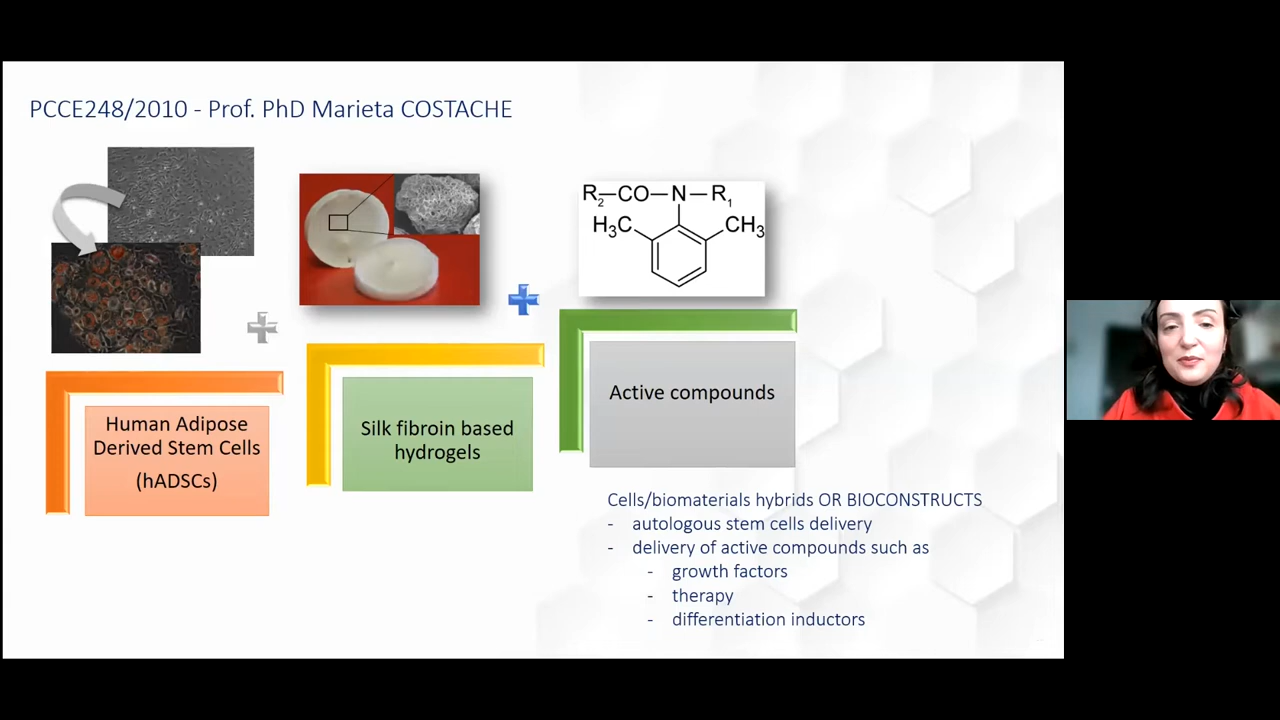 PCCE248/2010 - Prof. PhD Marieta COSTACHE
R2—CO—N—R1
H3C
CH3
Human Adipose
Derived Stem Cells
(hADSCs)
Silk fibroin based
hydrogels
Active compounds
Cells/biomaterials hybrids OR BIOCONSTRUCTS
- autologous stem cells delivery
- delivery of active compounds such as
- growth factors
- therapy
- differentiation inductors